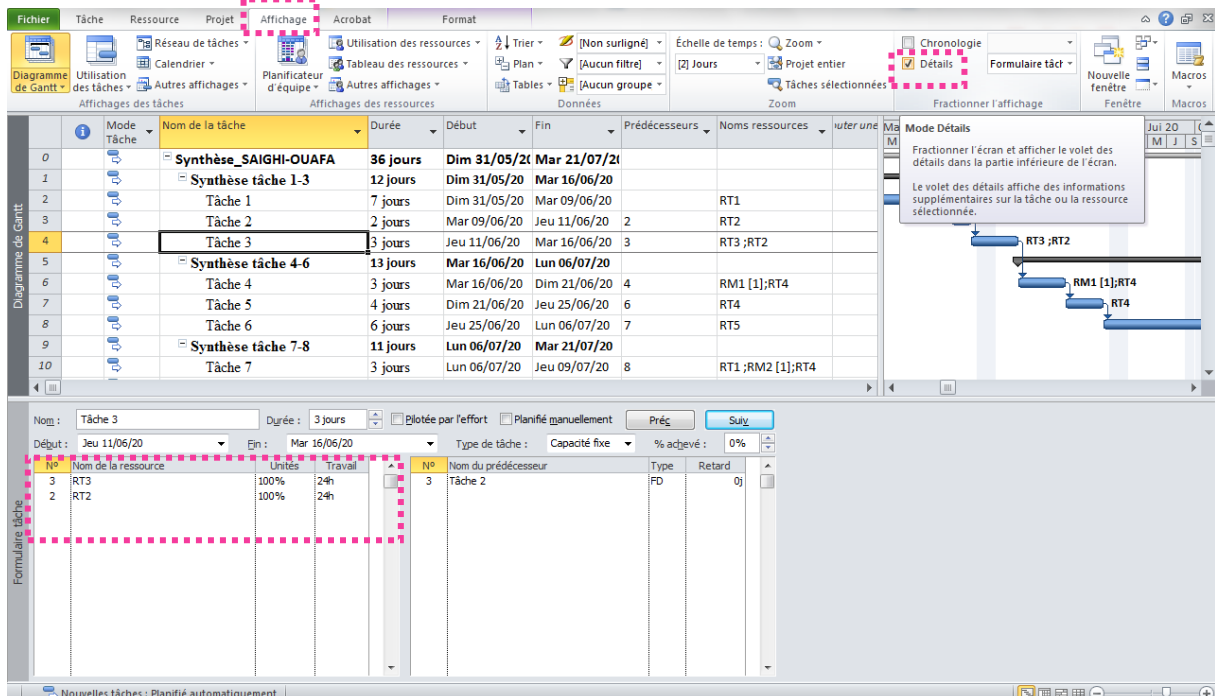 Fichier Tâche Ressource Projet Affichage Acrobat Format
Diagramme de Gantt
Utilisation des tâches
Réseau de tâches
Calendrier
Autres affichages
Affichages des tâches
Planificateur d'équipe
Utilisation des ressources
Tableau des ressources
Autres affichages
Affichages des ressources
Trier
Plan
Tables
[Non surligné]
[Aucun filtre]
[Aucun groupe
Données
Échelle de temps :
[2] Jours
Zoom
Projet entier
Tâches sélectionnées
Zoom
Chronologie
Détails Formulaire tâcl
Fractionner l'affichage
Nouvelle fenêtre
Fenêtre
Macros
Macros
Mode Tâche Nom de la tâche Durée Début Fin Prédécesseurs Noms ressources outer une
Jui 20
M J S
Mode Détails
Fractionner l'écran et afficher le volet des
détails dans la partie inférieure de l'écran.
Le volet des détails affiche des informations
supplémentaires sur la tâche ou la ressource
sélectionnée.
0 Synthèse_SAIGHI-OUAFA 36 jours Dim 31/05/20 Mar 21/07/20
1 Synthèse tâche 1-3 12 jours Dim 31/05/20 Mar 16/06/20
2 Tâche 1 7 jours Dim 31/05/20 Mar 09/06/20 RT1
3 Tâche 2 2 jours Mar 09/06/20 Jeu 11/06/20 2 RT2
4 Tâche 3 3 jours Jeu 11/06/20 Mar 16/06/20 3 RT3 ;RT2 RT3 ;RT2
5 Synthèse tâche 4-6 13 jours Mar 16/06/20 Lun 06/07/20
6 Tâche 4 3 jours Mar 16/06/20 Dim 21/06/20 4 RM1 [1];RT4 RM1 [1];RT4
7 Tâche 5 4 jours Dim 21/06/20 Jeu 25/06/20 6 RT4 RT4
8 Tâche 6 6 jours Jeu 25/06/20 Lun 06/07/20 7 RT5
9 Synthèse tâche 7-8 11 jours Lun 06/07/20 Mar 21/07/20
10 Tâche 7 3 jours Lun 06/07/20 Jeu 09/07/20 8 RT1 ;RM2 [1];RT4
Diagramme de Gantt
Nom : Tâche 3 Durée : 3 jours Pilotée par l'effort Planifié manuellement Préc Suiv
Début : Jeu 11/06/20 Fin : Mar 16/06/20 Type de tâche : Capacité fixe % achevé : 0%
N° Nom de la ressource Unités Travail N° Nom du prédécesseur Type Retard
3 RT3 100% 24h 3 Tâche 2 FD 0j
2 RT2 100% 24h
Formulaire tâche
Nouvelles tâches : Planifié automatiquement